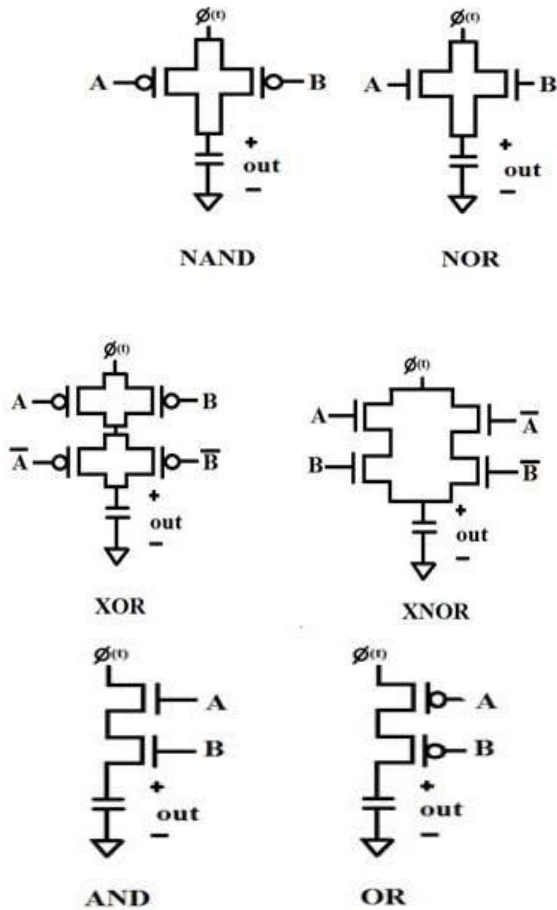 Ø(t) Ø(t)
A B A B
+ +
out out
− −
NAND NOR
Ø(t) Ø(t)
A B A A̅
A̅ B̅ B B̅
+ +
out out
− −
XOR XNOR
Ø(t) Ø(t)
A A
B B
+ +
out out
− −
AND OR